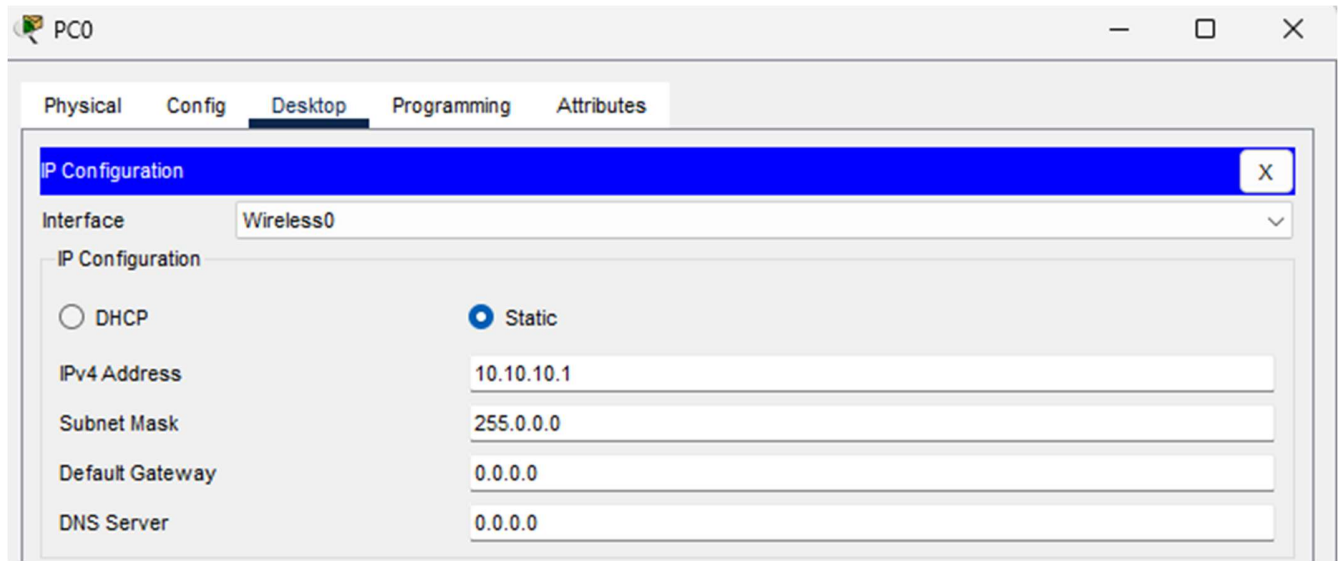 PC0
Physical Config Desktop Programming Attributes
IP Configuration X
Interface Wireless0
IP Configuration
DHCP Static
IPv4 Address 10.10.10.1
Subnet Mask 255.0.0.0
Default Gateway 0.0.0.0
DNS Server 0.0.0.0